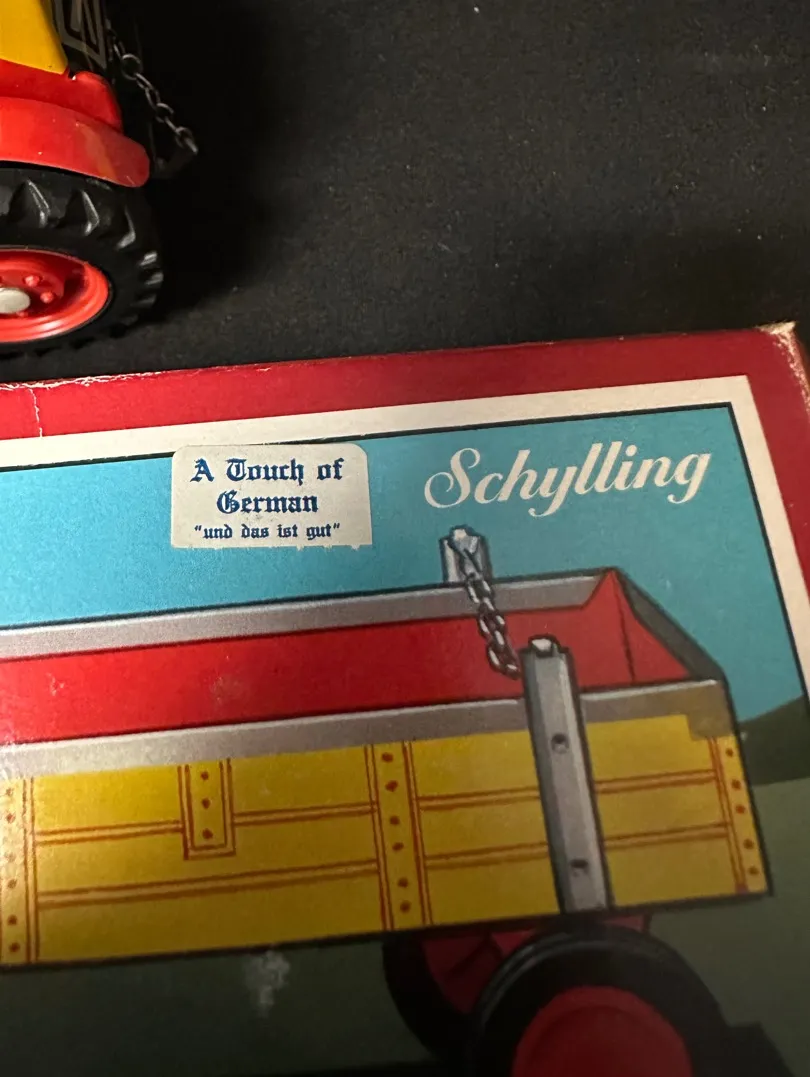 A Touch of
German
"und das ist gut"
Schylling